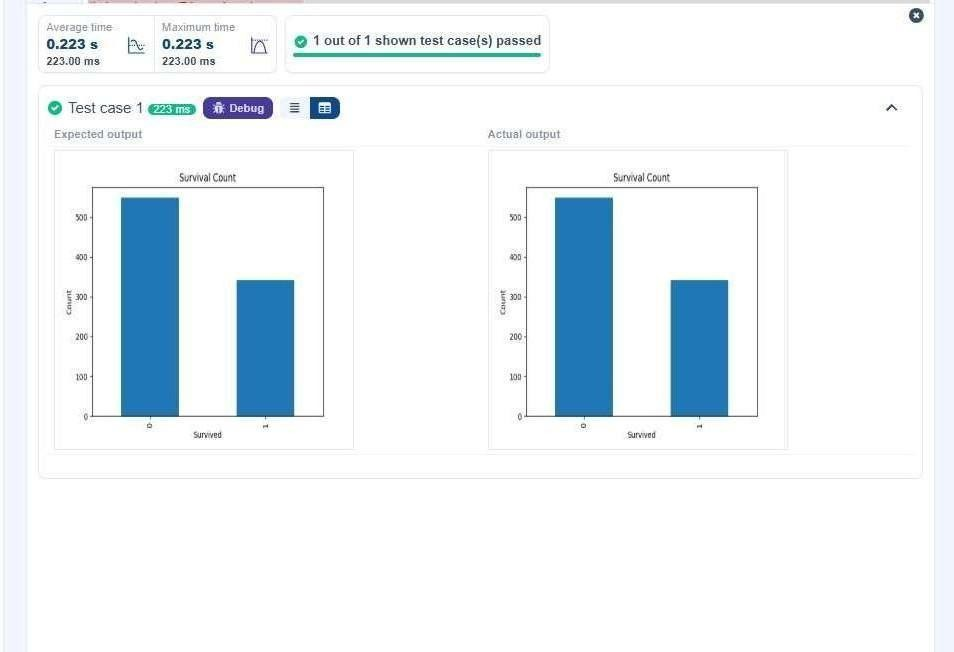 Average time
0.223 s
223.00 ms
Maximum time
0.223 s
223.00 ms
1 out of 1 shown test case(s) passed
Test case 1 223 ms Debug
Expected output
Survival Count
500
400
300
200
100
0
Count
0 1
Survived
Actual output
Survival Count
500
400
300
200
100
0
Count
0 1
Survived